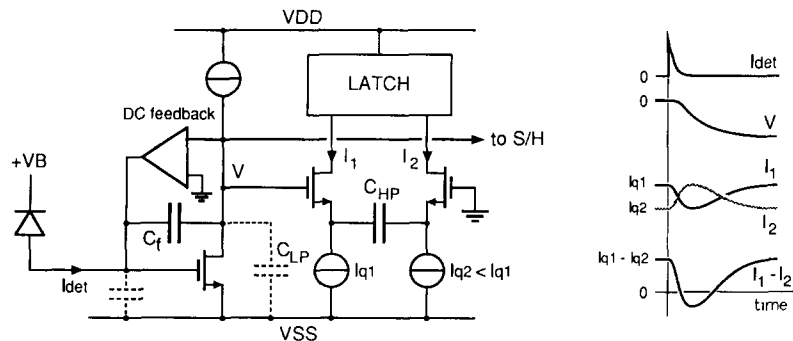 VDD
LATCH
DC feedback
to S/H
+VB
V
I1
I2
CHP
Cf
CLP
Idet
Iq1
Iq2 < Iq1
VSS
0
Idet
0
V
Iq1
I1
Iq2
I2
Iq1 - Iq2
I1 - I2
0
time